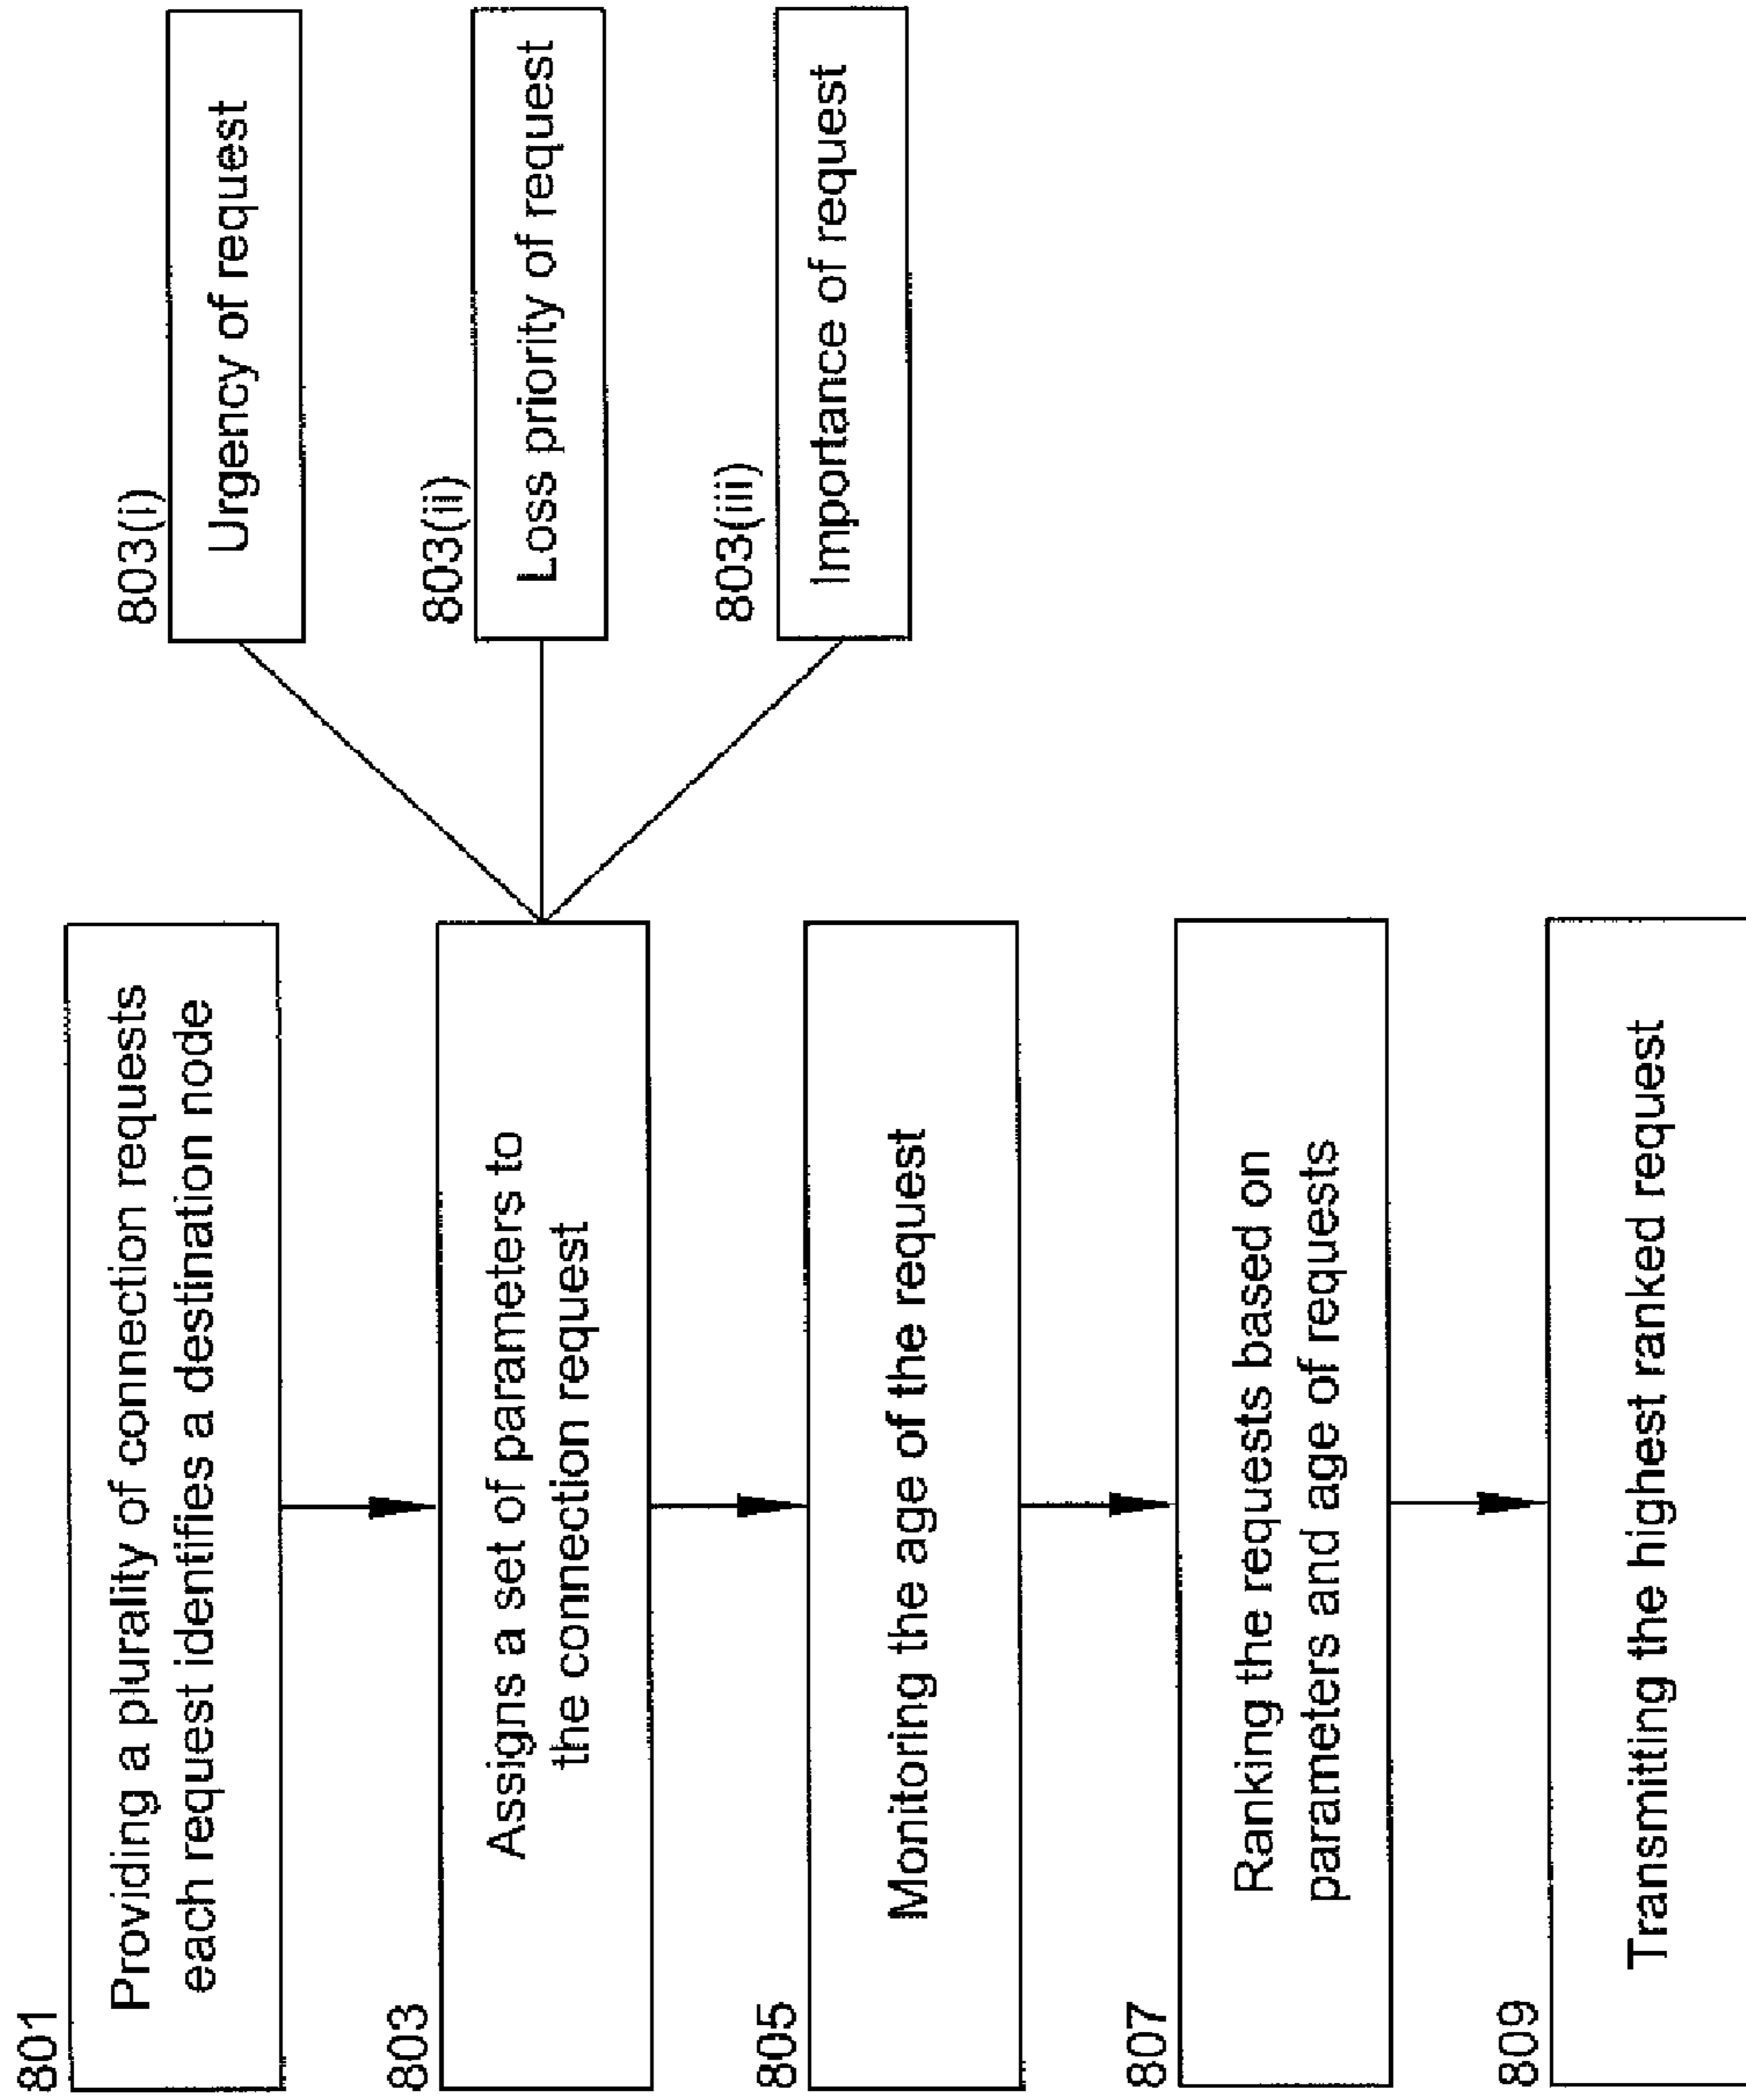 801
Providing a plurality of connection requests
each request identifies a destination node
803
Assigns a set of parameters to
the connection request
803(i)
Urgency of request
803(ii)
Loss priority of request
803(iii)
Importance of request
805
Monitoring the age of the request
807
Ranking the requests based on
parameters and age of requests
809
Transmitting the highest ranked request